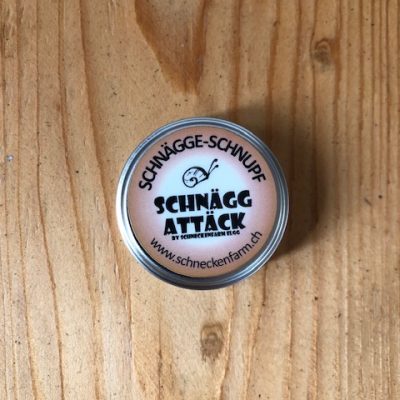 SCHNÄGGE-SCHNUPF
SCHNÄGG
ATTÄCK
BY SCHNECKENFARM ELGG
www.schneckenfarm.ch